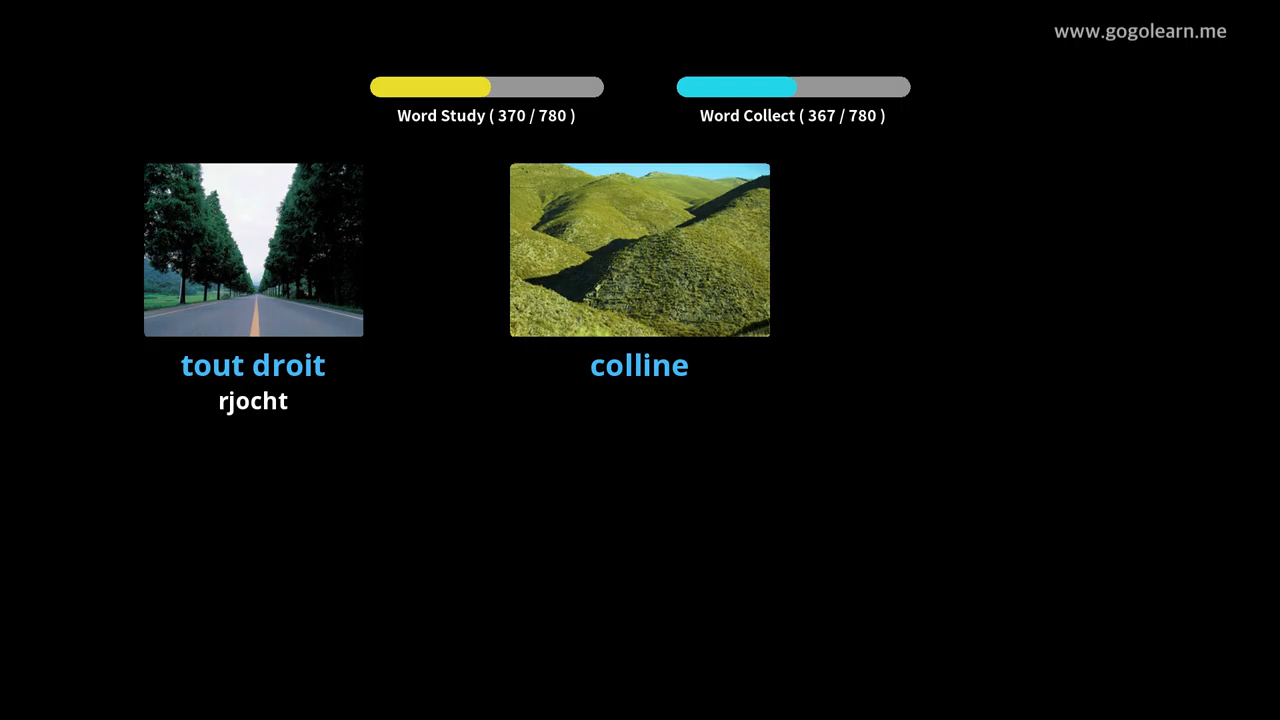 www.gogolearn.me
Word Study ( 370 / 780 )
Word Collect ( 367 / 780 )
tout droit
rjocht
colline